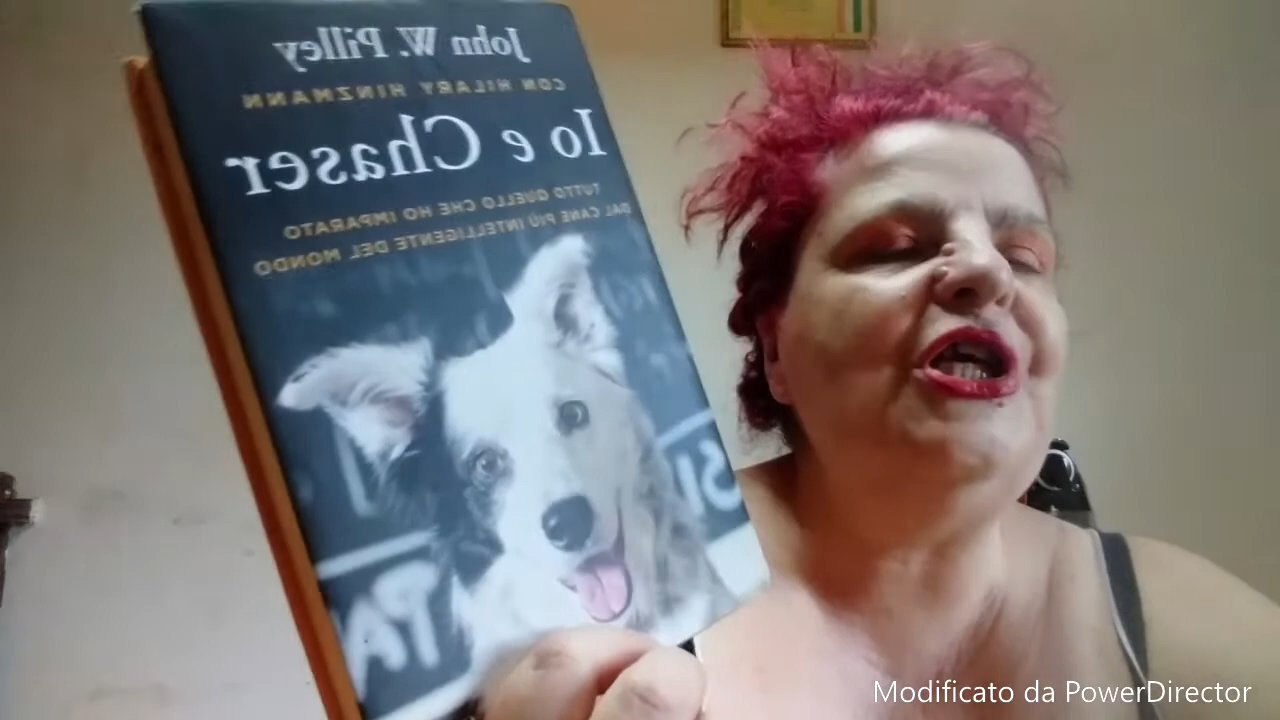 John W. Pilley
CON HILARY HINZMANN
Io e Chaser
TUTTO QUELLO CHE HO IMPARATO
DAL CANE PIÙ INTELLIGENTE DEL MONDO
Modificato da PowerDirector